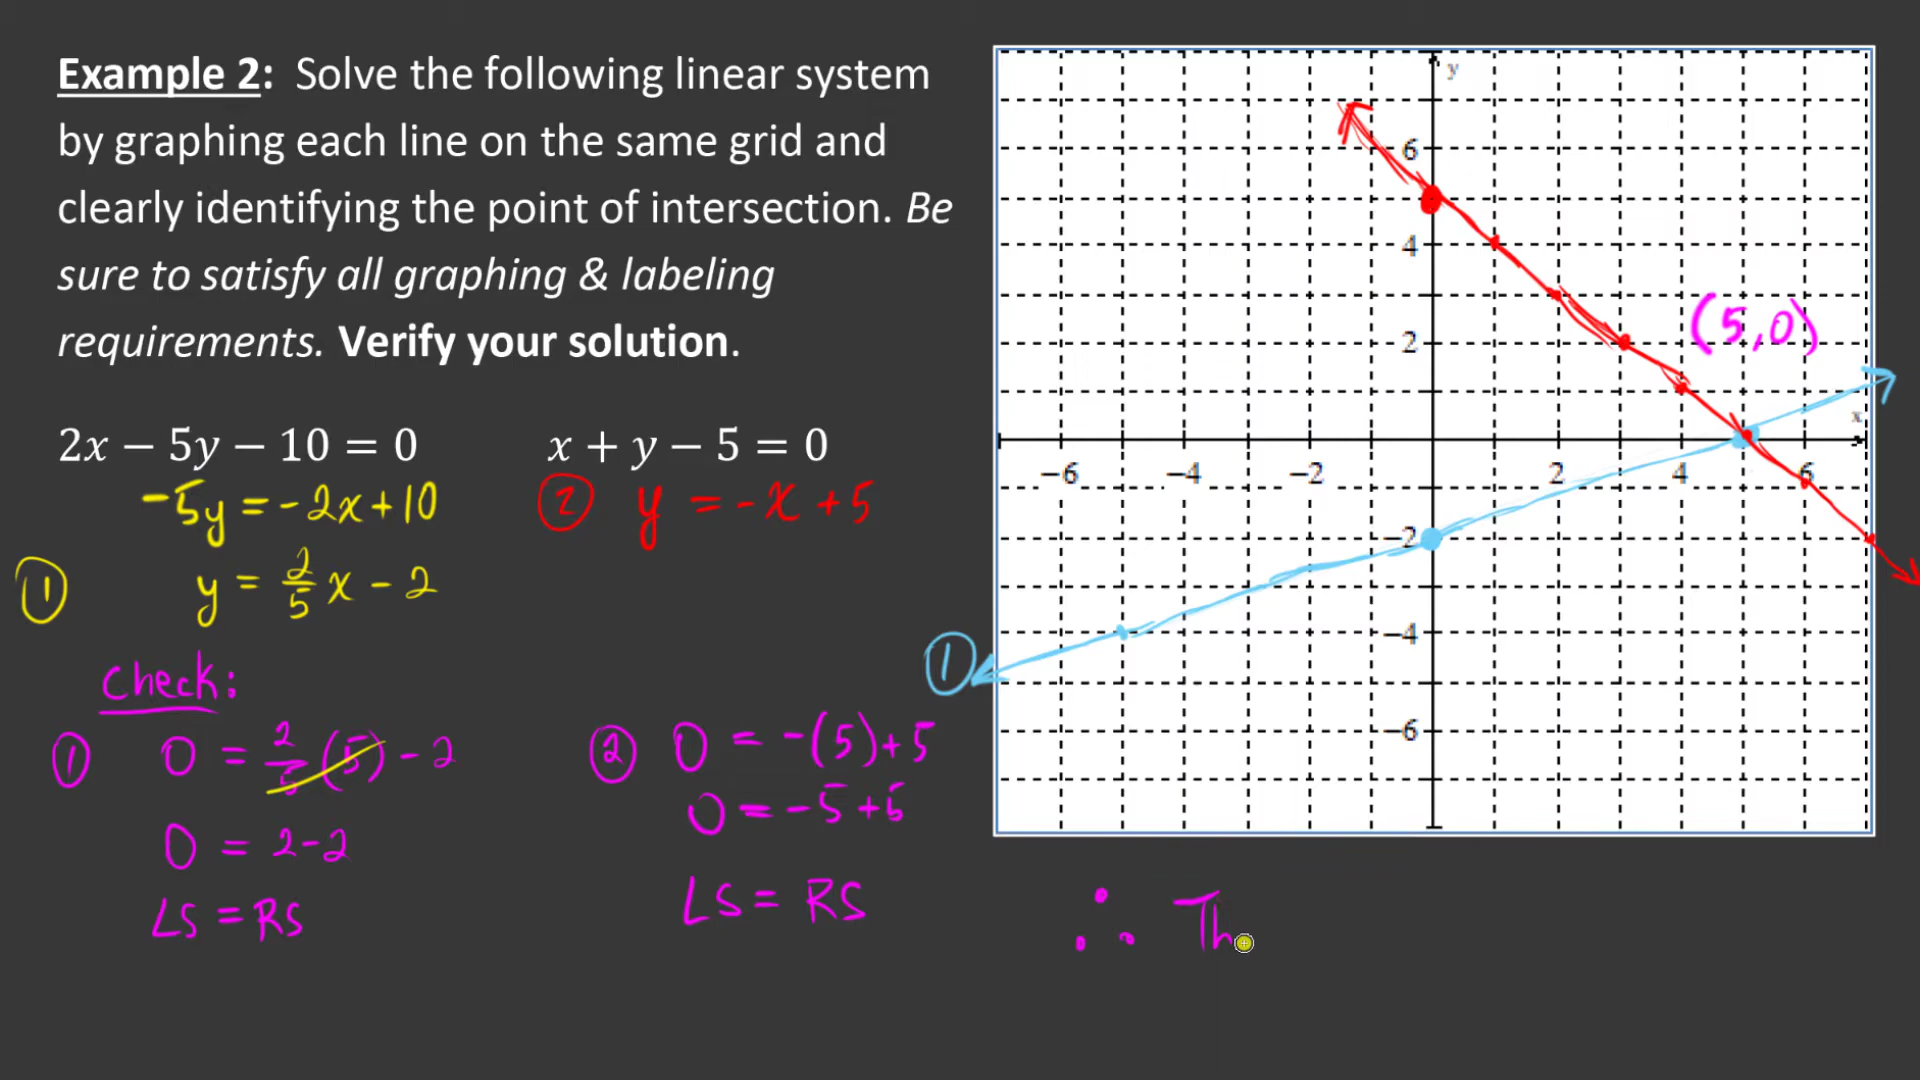 Example 2: Solve the following linear system
by graphing each line on the same grid and
clearly identifying the point of intersection. Be
sure to satisfy all graphing & labeling
requirements. Verify your solution.
2x − 5y − 10 = 0
x + y − 5 = 0
-5y = -2x + 10
② y = -x + 5
① y = 2/5 x - 2
Check:
① 0 = 2/5 (5) - 2
0 = 2 - 2
LS = RS
② 0 = -(5) + 5
0 = -5 + 5
LS = RS
y
6
4
2
(5,0)
x
−6 −4 −2 2 4 6
−2
−4
−6
①
∴ Th